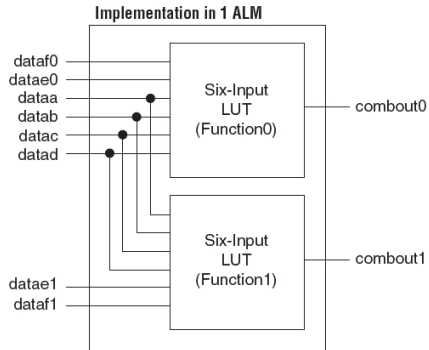 Implementation in 1 ALM
dataf0
datae0
dataa
datab
datac
datad
Six-Input
LUT
(Function0)
combout0
Six-Input
LUT
(Function1)
combout1
datae1
dataf1